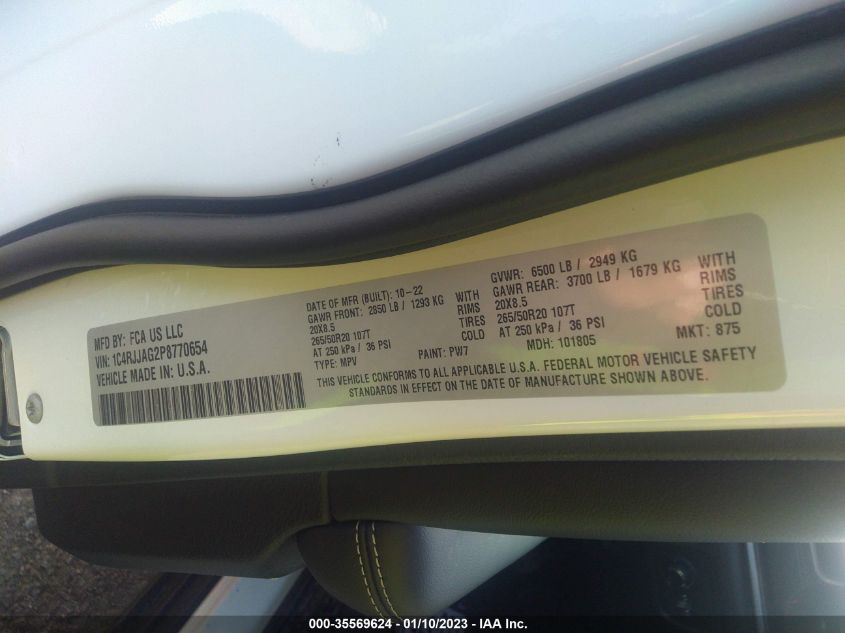 MFD BY: FCA US LLC
VIN: 1C4RJJAG2P8770654
VEHICLE MADE IN: U.S.A.
DATE OF MFR (BUILT): 10-22
GAWR FRONT: 2850 LB / 1293 KG WITH
20X8.5 RIMS
265/50R20 107T TIRES
AT 250 kPa / 36 PSI COLD
TYPE: MPV PAINT: PW7
GVWR: 6500 LB / 2949 KG
GAWR REAR: 3700 LB / 1679 KG WITH
20X8.5 RIMS
265/50R20 107T TIRES
AT 250 kPa / 36 PSI COLD
MDH: 101805 MKT: 875
THIS VEHICLE CONFORMS TO ALL APPLICABLE U.S.A. FEDERAL MOTOR VEHICLE SAFETY
STANDARDS IN EFFECT ON THE DATE OF MANUFACTURE SHOWN ABOVE.
000-35569624 - 01/10/2023 - IAA Inc.